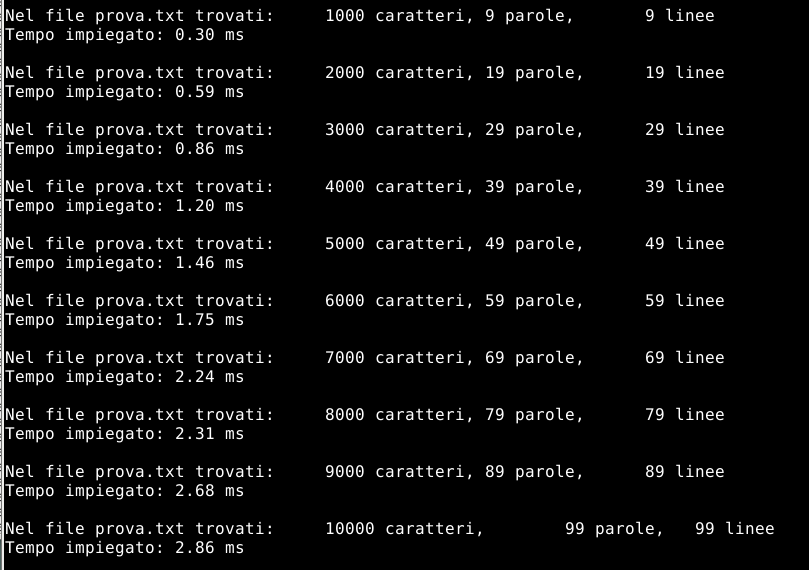 Nel file prova.txt trovati: 1000 caratteri, 9 parole, 9 linee
Tempo impiegato: 0.30 ms
Nel file prova.txt trovati: 2000 caratteri, 19 parole, 19 linee
Tempo impiegato: 0.59 ms
Nel file prova.txt trovati: 3000 caratteri, 29 parole, 29 linee
Tempo impiegato: 0.86 ms
Nel file prova.txt trovati: 4000 caratteri, 39 parole, 39 linee
Tempo impiegato: 1.20 ms
Nel file prova.txt trovati: 5000 caratteri, 49 parole, 49 linee
Tempo impiegato: 1.46 ms
Nel file prova.txt trovati: 6000 caratteri, 59 parole, 59 linee
Tempo impiegato: 1.75 ms
Nel file prova.txt trovati: 7000 caratteri, 69 parole, 69 linee
Tempo impiegato: 2.24 ms
Nel file prova.txt trovati: 8000 caratteri, 79 parole, 79 linee
Tempo impiegato: 2.31 ms
Nel file prova.txt trovati: 9000 caratteri, 89 parole, 89 linee
Tempo impiegato: 2.68 ms
Nel file prova.txt trovati: 10000 caratteri, 99 parole, 99 linee
Tempo impiegato: 2.86 ms